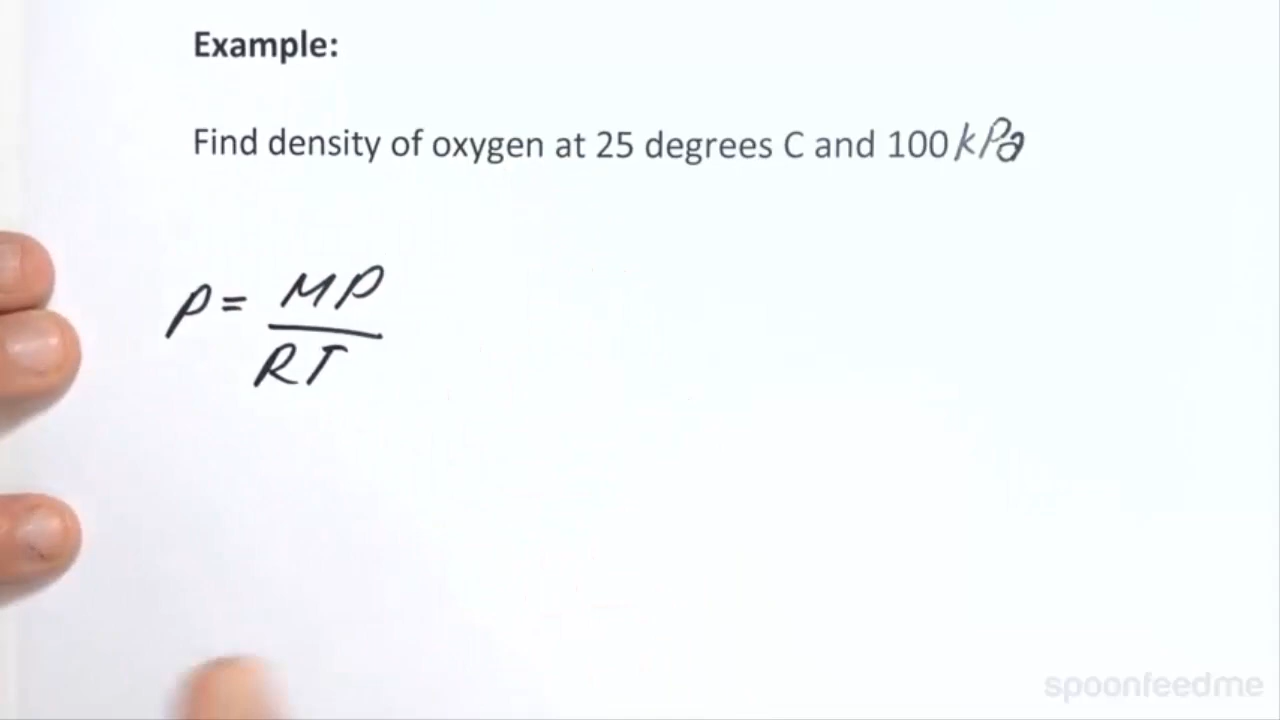 Example:
Find density of oxygen at 25 degrees C and 100 kPa
ρ = MP
RT
spoonfeedme